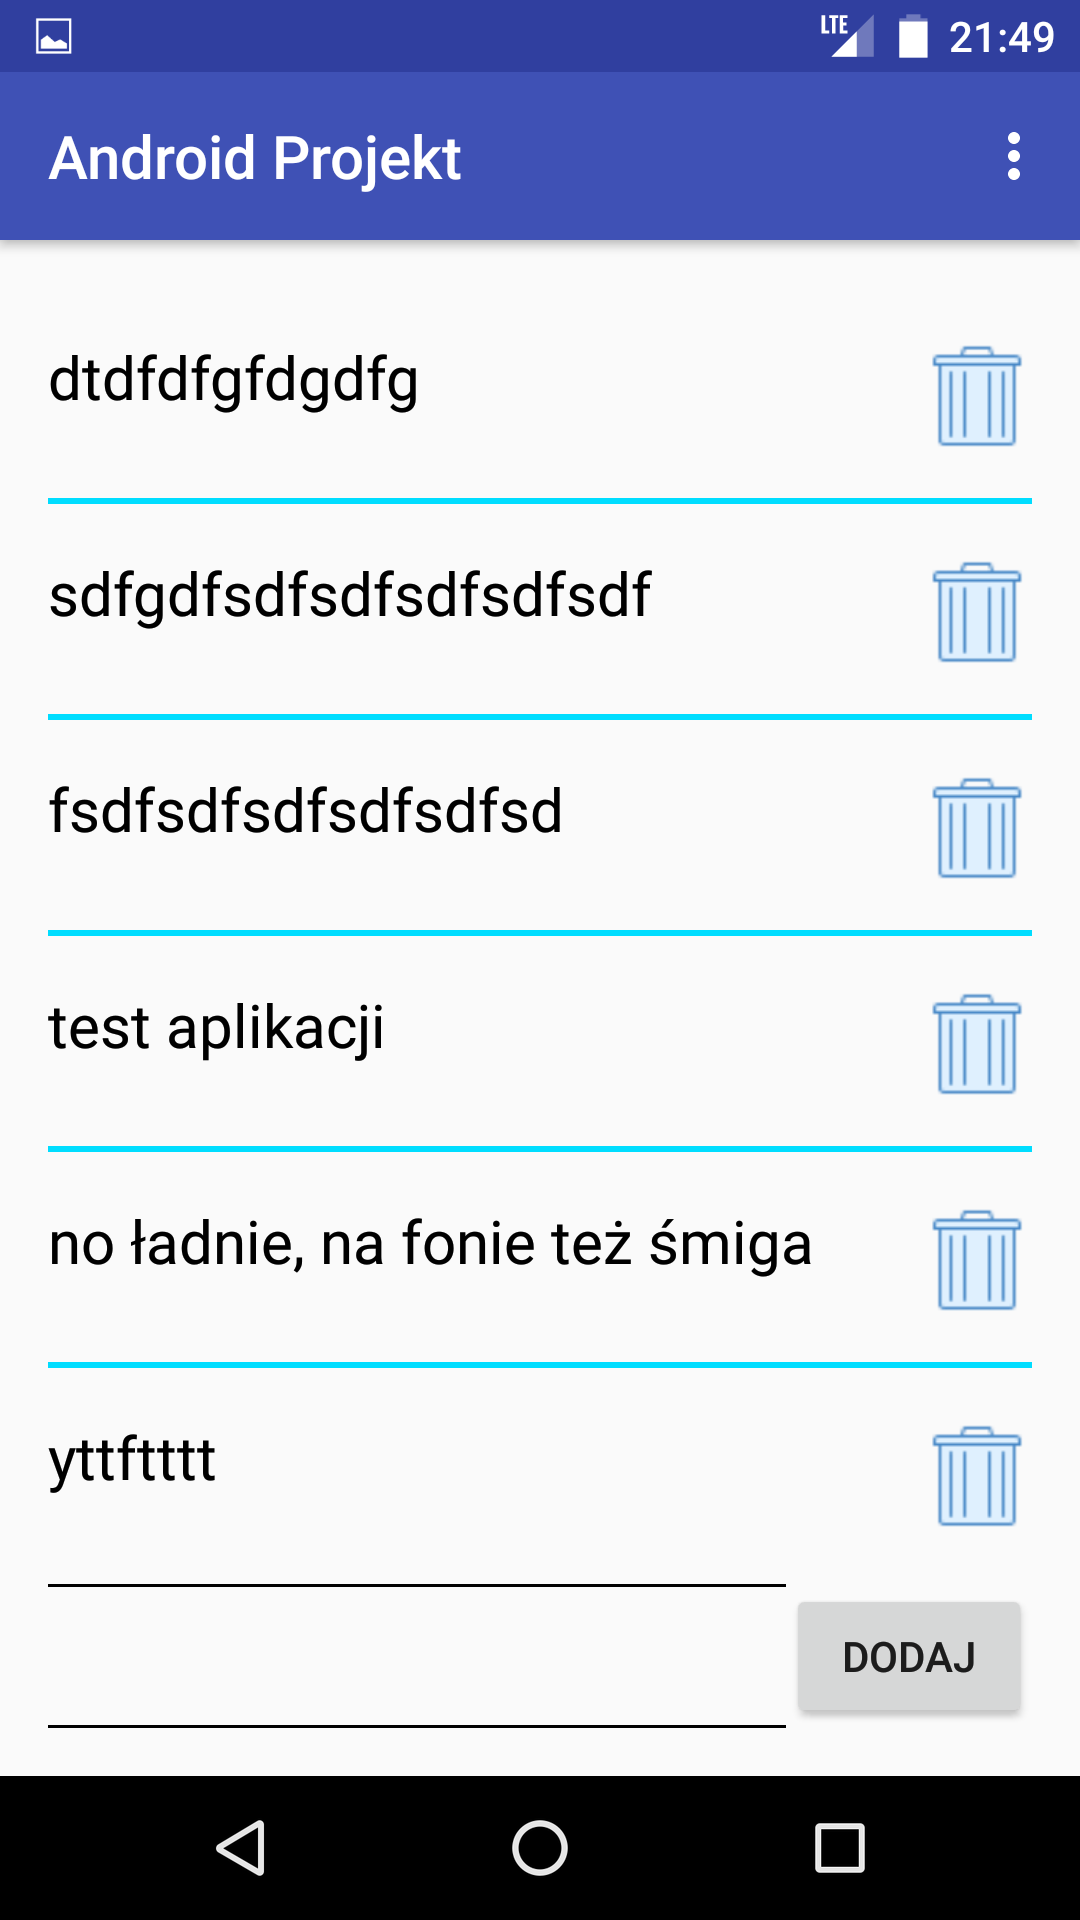 LTE 21:49
Android Projekt
dtdfdfgfdgdfg
sdfgdfsdfsdfsdfsdfsdf
fsdfsdfsdfsdfsdfsd
test aplikacji
no ładnie, na fonie też śmiga
yttftttt
DODAJ